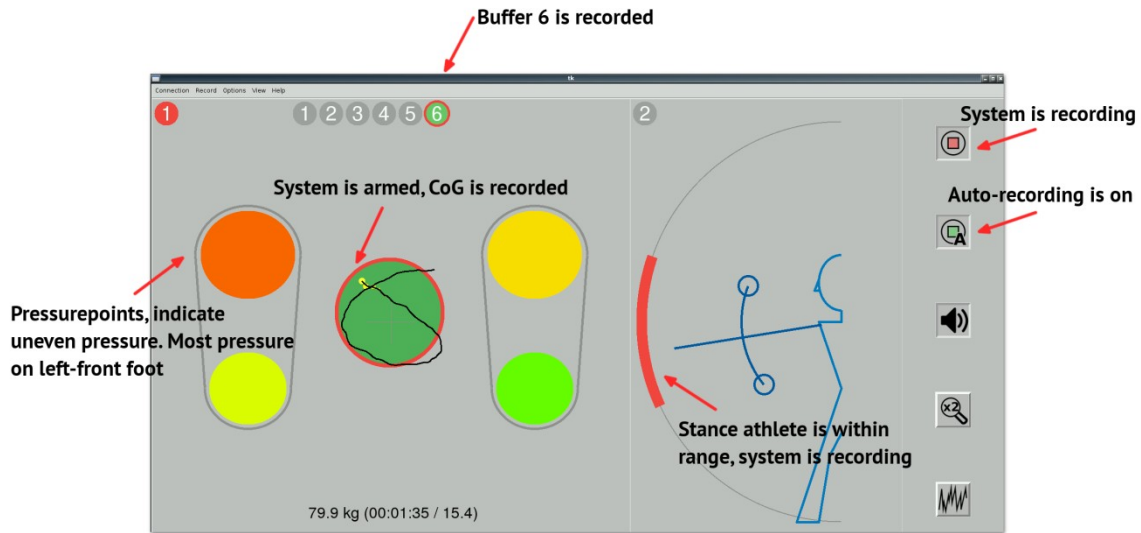 Buffer 6 is recorded
tk
Connection Record Options View Help
1
1 2 3 4 5 6
2
System is recording
System is armed, CoG is recorded
Auto-recording is on
A
Pressurepoints, indicate
uneven pressure. Most pressure
on left-front foot
x2
Stance athlete is within
range, system is recording
79.9 kg (00:01:35 / 15.4)